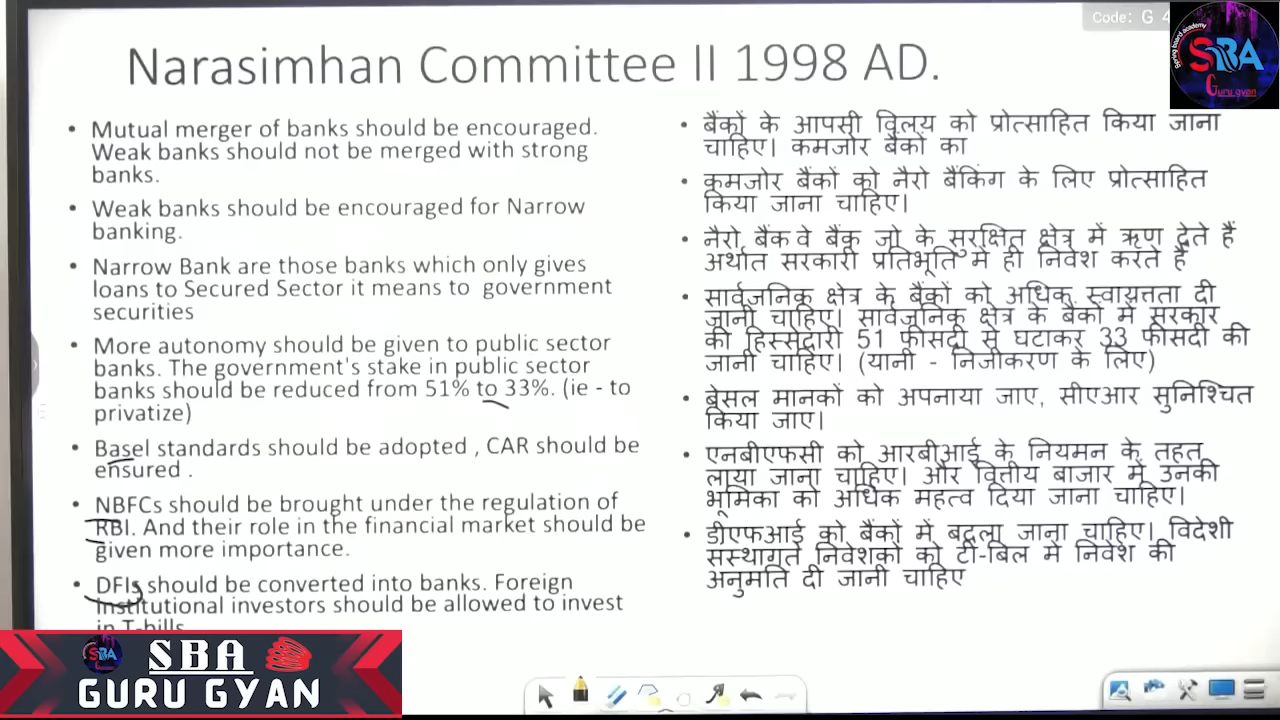 Code: G 4
Narasimhan Committee II 1998 AD.
SBA
Guru gyan
• Mutual merger of banks should be encouraged.
Weak banks should not be merged with strong
banks.
• Weak banks should be encouraged for Narrow
banking.
• Narrow Bank are those banks which only gives
loans to Secured Sector it means to government
securities
• More autonomy should be given to public sector
banks. The government's stake in public sector
banks should be reduced from 51% to 33%. (ie - to
privatize)
• Basel standards should be adopted , CAR should be
ensured .
• NBFCs should be brought under the regulation of
RBI. And their role in the financial market should be
given more importance.
• DFIs should be converted into banks. Foreign
institutional investors should be allowed to invest
in T-bills
• बैंकों के आपसी विलय को प्रोत्साहित किया जाना
चाहिए। कमजोर बैंकों का
• कमजोर बैंकों को नैरो बैंकिंग के लिए प्रोत्साहित
किया जाना चाहिए।
• नैरो बैंक वे बैंक जो के सुरक्षित क्षेत्र में ऋण देते हैं
अर्थात सरकारी प्रतिभूति में ही निवेश करते हैं
• सार्वजनिक क्षेत्र के बैंकों को अधिक स्वायत्तता दी
जानी चाहिए। सार्वजनिक क्षेत्र के बैंकों में सरकार
की हिस्सेदारी 51 फीसदी से घटाकर 33 फीसदी की
जानी चाहिए। (यानी - निजीकरण के लिए)
• बेसल मानकों को अपनाया जाए, सीएआर सुनिश्चित
किया जाए।
• एनबीएफसी को आरबीआई के नियमन के तहत
लाया जाना चाहिए। और वित्तीय बाजार में उनकी
भूमिका को अधिक महत्व दिया जाना चाहिए।
• डीएफआई को बैंकों में बदला जाना चाहिए। विदेशी
संस्थागत निवेशकों को टी-बिल में निवेश की
अनुमति दी जानी चाहिए
SBA
SBA
GURU GYAN